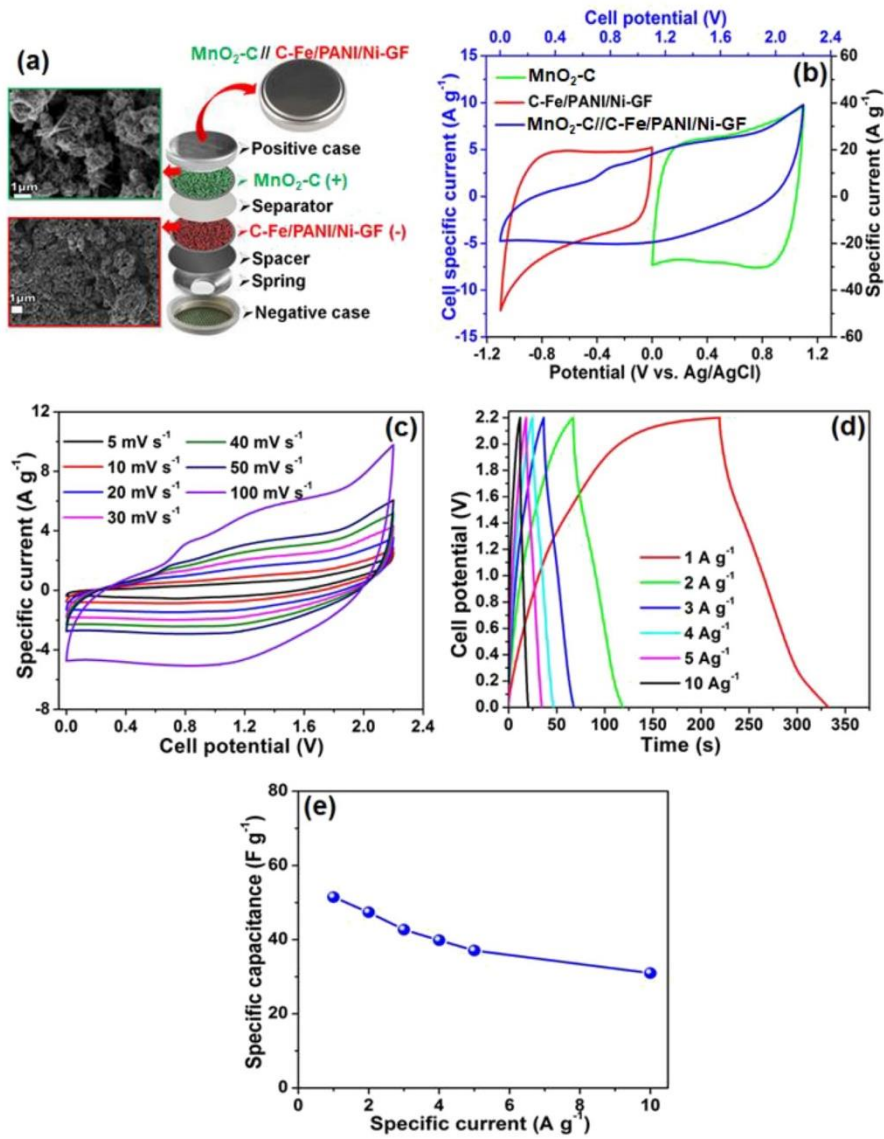 (a)
MnO2-C// C-Fe/PANI/Ni-GF
Positive case
MnO2-C (+)
Separator
C-Fe/PANI/Ni-GF (-)
Spacer
Spring
Negative case
1µm
1µm
Cell potential (V)
0.0 0.4 0.8 1.2 1.6 2.0 2.4
(b)
MnO2-C
C-Fe/PANI/Ni-GF
MnO2-C//C-Fe/PANI/Ni-GF
Cell specific current (A g-1)
15
10
5
0
-5
-10
-15
Specific current (A g-1)
60
40
20
0
-20
-40
-60
-1.2 -0.8 -0.4 0.0 0.4 0.8 1.2
Potential (V vs. Ag/AgCl)
(c)
5 mV s-1
10 mV s-1
20 mV s-1
30 mV s-1
40 mV s-1
50 mV s-1
100 mV s-1
Specific current (A g-1)
12
8
4
0
-4
-8
0.0 0.4 0.8 1.2 1.6 2.0 2.4
Cell potential (V)
(d)
Cell potential (V)
2.2
2.0
1.8
1.6
1.4
1.2
1.0
0.8
0.6
0.4
0.2
0.0
1 A g-1
2 A g-1
3 A g-1
4 Ag-1
5 Ag-1
10 Ag-1
0 25 50 75 100 125 150 175 200 225 250 275 300 325 350
Time (s)
(e)
Specific capacitance (F g-1)
80
60
40
20
0
0 2 4 6 8 10
Specific current (A g-1)